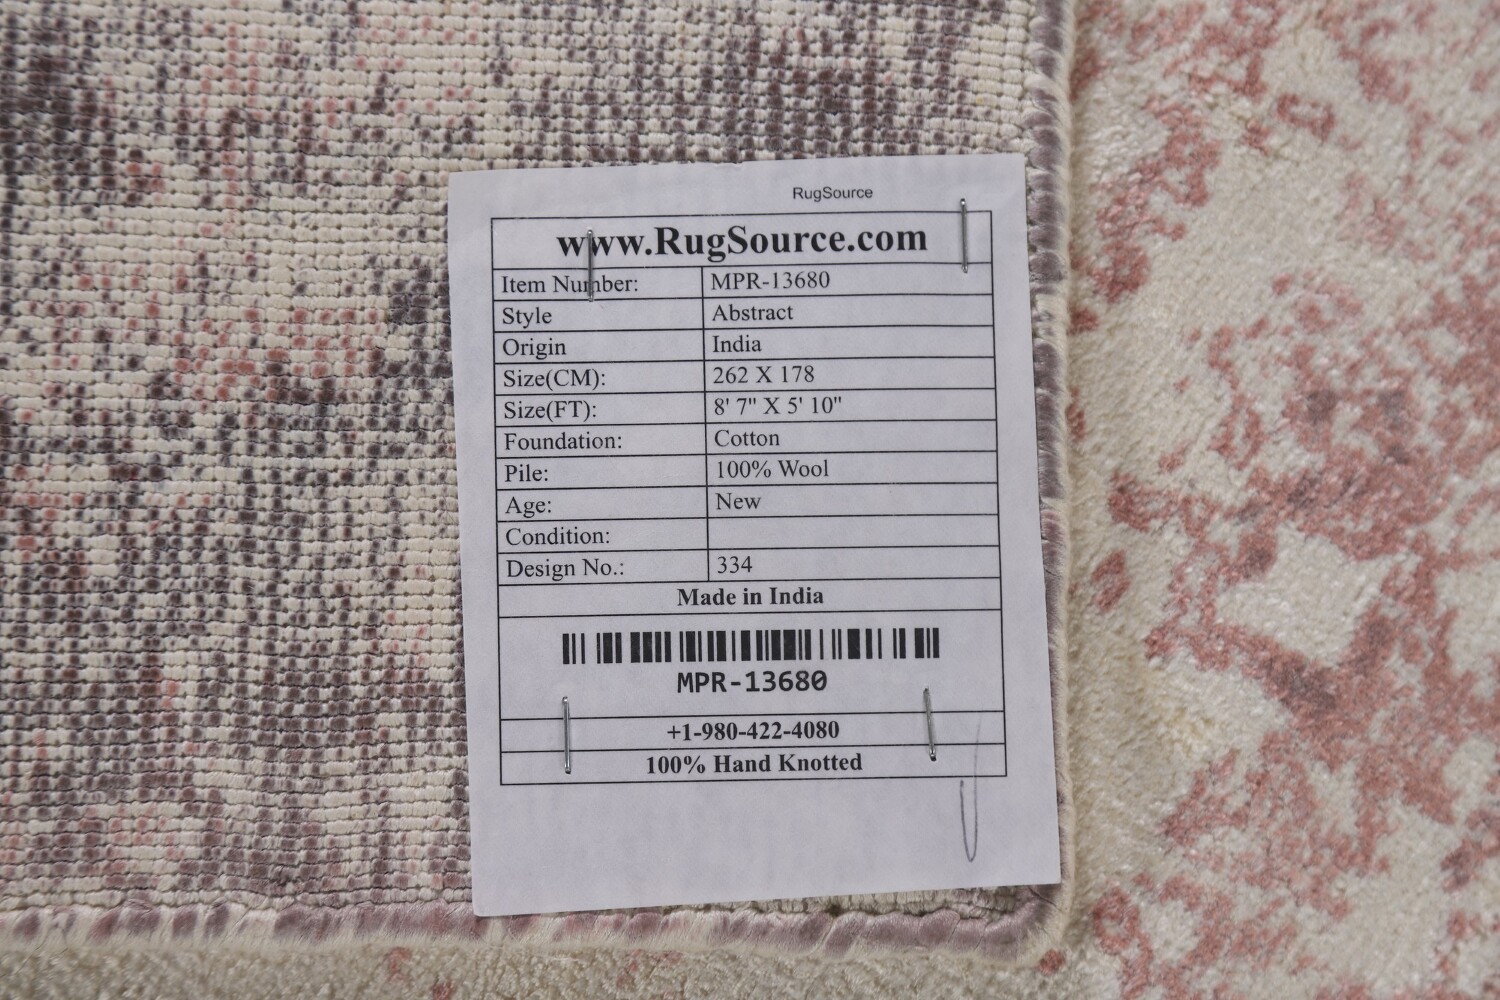 RugSource
www.RugSource.com
Item Number: MPR-13680
Style Abstract
Origin India
Size(CM): 262 X 178
Size(FT): 8' 7" X 5' 10"
Foundation: Cotton
Pile: 100% Wool
Age: New
Condition:
Design No.: 334
Made in India
MPR-13680
+1-980-422-4080
100% Hand Knotted